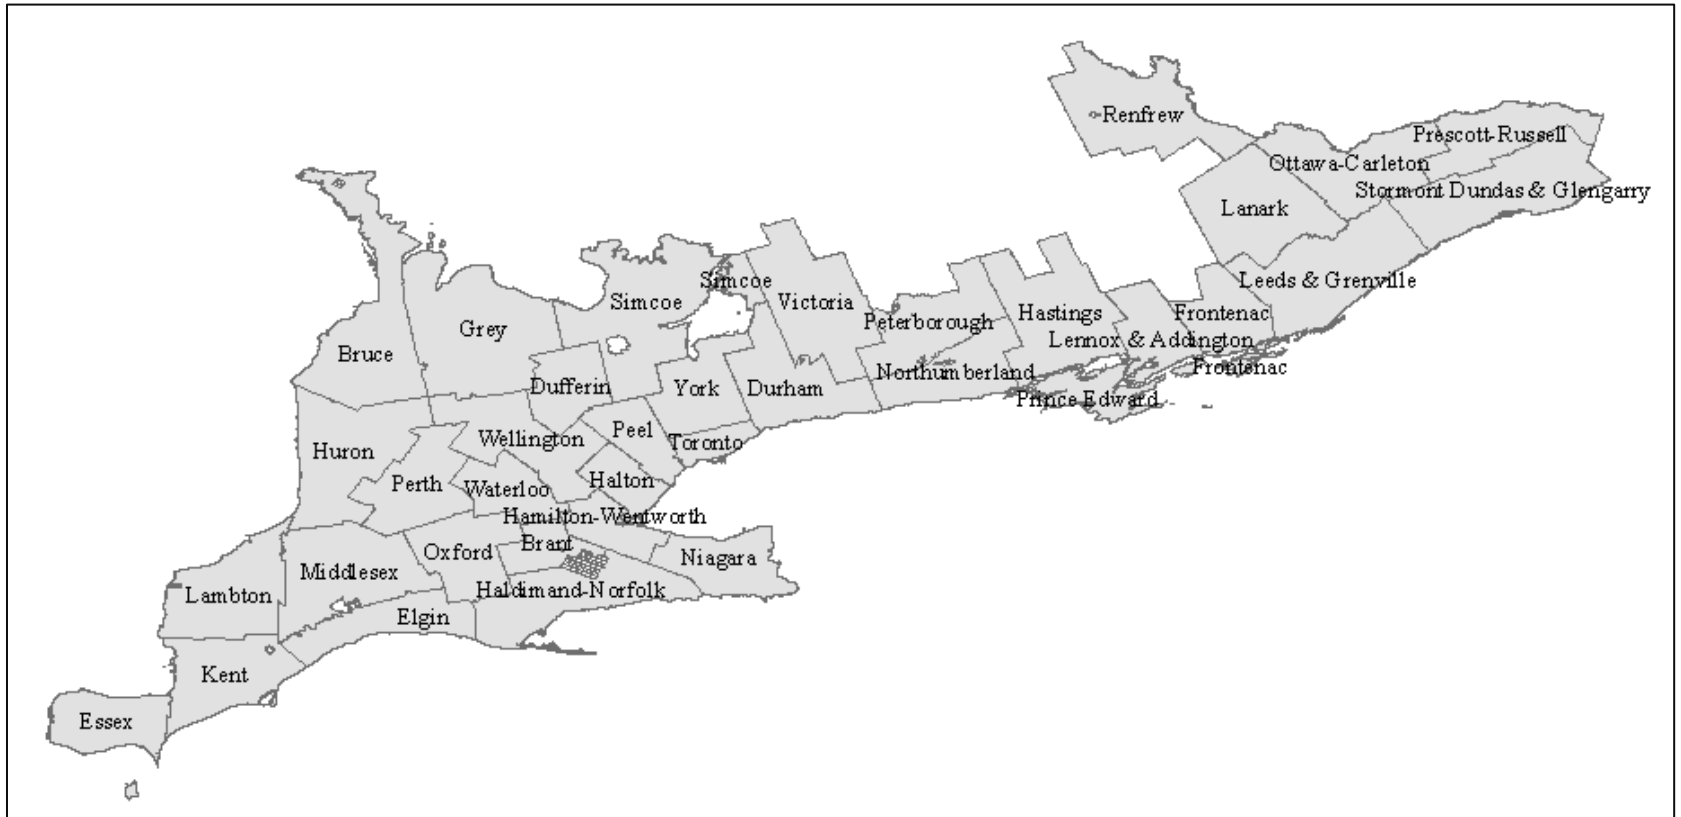 Renfrew
Prescott-Russell
Ottawa-Carleton
Stormont Dundas & Glengarry
Lanark
Leeds & Grenville
Simcoe
Simcoe
Victoria
Frontenac
Hastings
Peterborough
Grey
Lennox & Addington
Bruce
Frontenac
Northumberland
Dufferin
York
Durham
Prince Edward
Peel
Wellington
Toronto
Huron
Halton
Perth
Waterloo
Hamilton-Wentworth
Brant
Oxford
Niagara
Middlesex
Haldimand-Norfolk
Lambton
Elgin
Kent
Essex